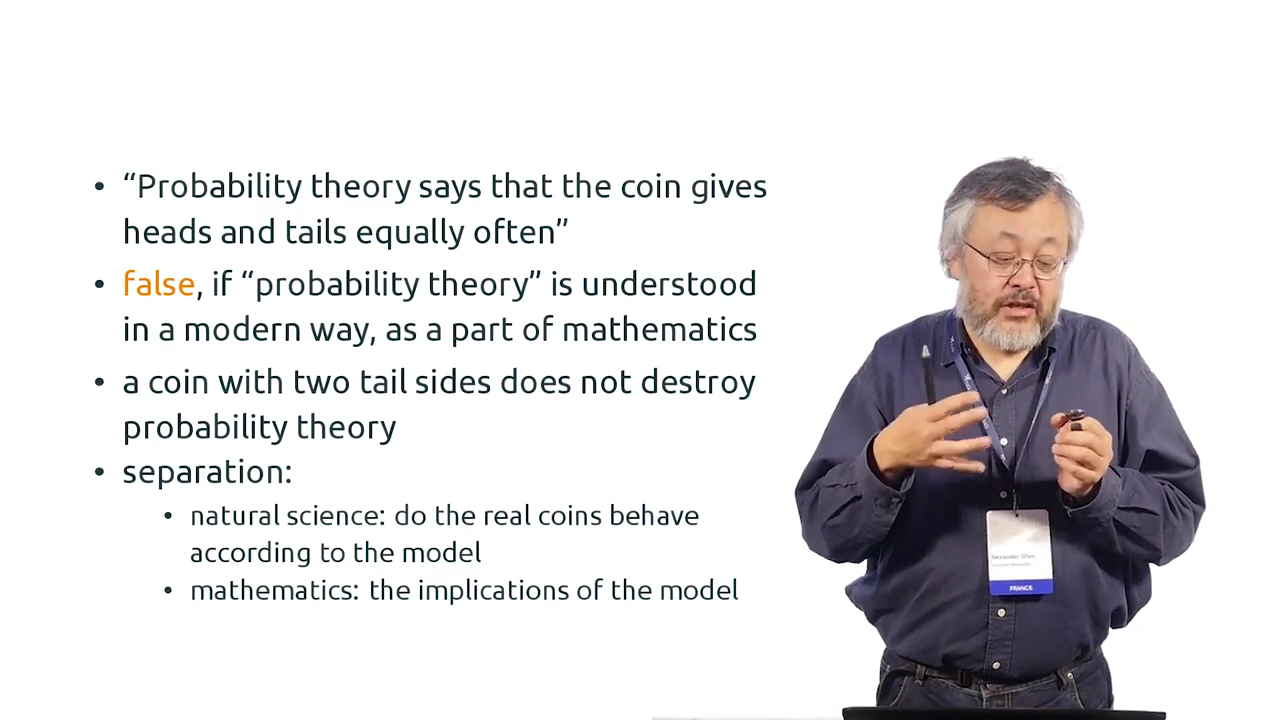 • “Probability theory says that the coin gives
heads and tails equally often”
• false, if “probability theory” is understood
in a modern way, as a part of mathematics
• a coin with two tail sides does not destroy
probability theory
• separation:
• natural science: do the real coins behave
according to the model
• mathematics: the implications of the model
FRANCE